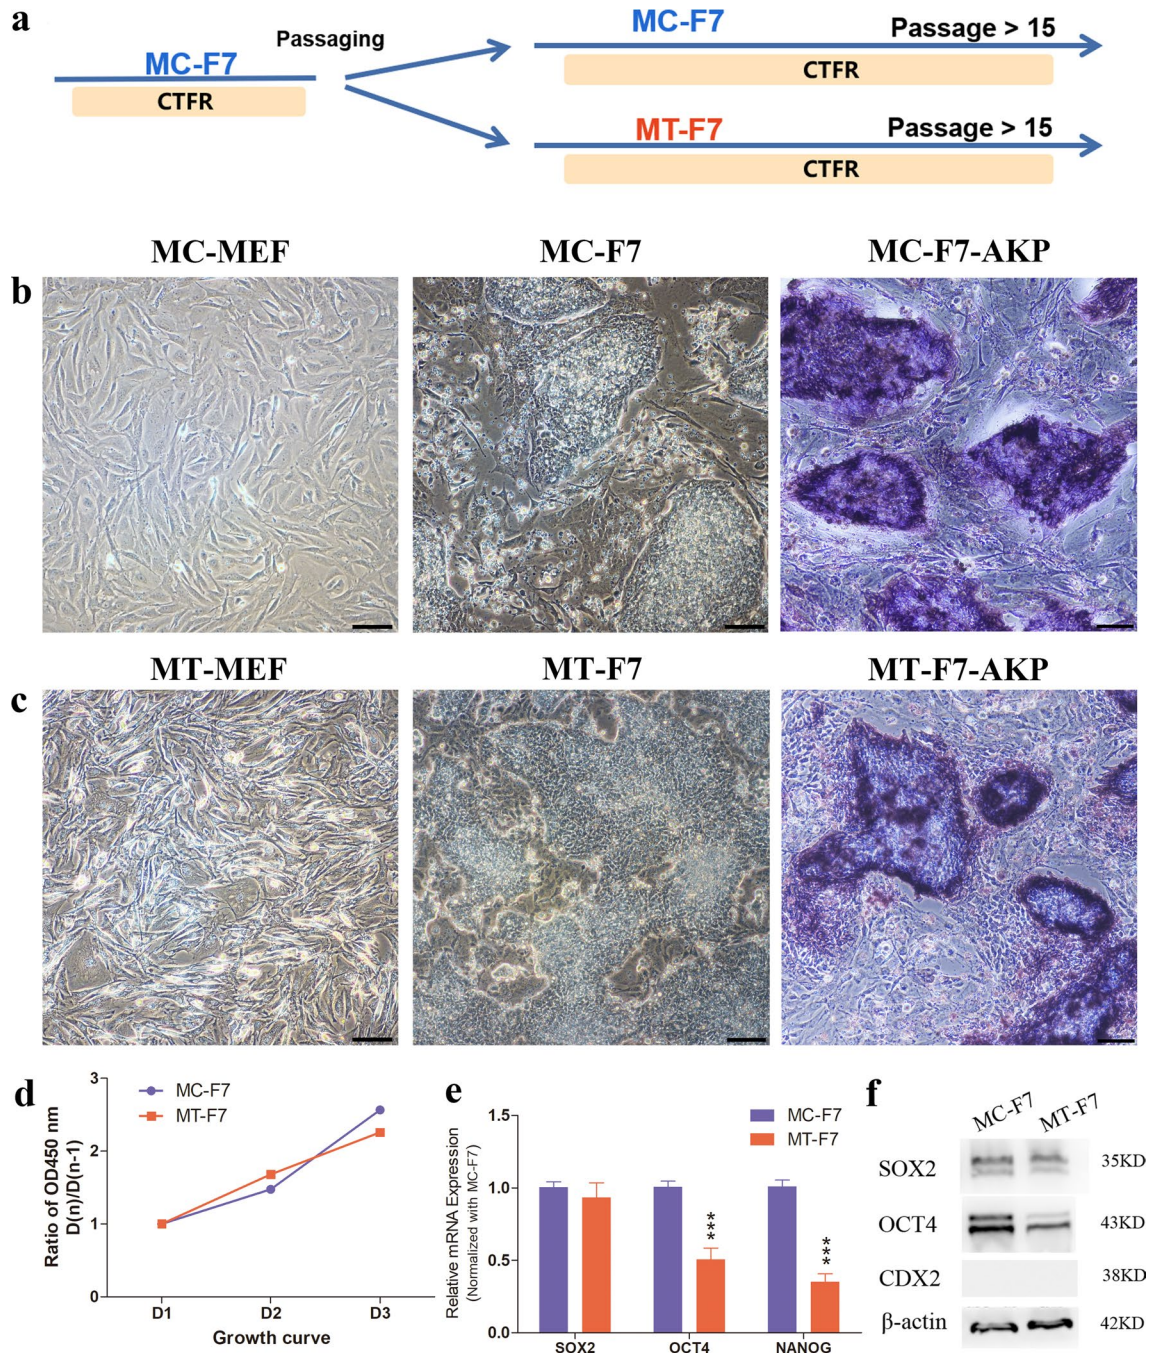 a
MC-F7
CTFR
Passaging
MC-F7
Passage > 15
CTFR
MT-F7
Passage > 15
CTFR
MC-MEF
MC-F7
MC-F7-AKP
b
MT-MEF
MT-F7
MT-F7-AKP
c
d
Ratio of OD450 nm
D(n)/D(n-1)
3
2
1
0
MC-F7
MT-F7
D1
D2
D3
Growth curve
e
Relative mRNA Expression
(Normalized with MC-F7)
1.5
1.0
0.5
0.0
MC-F7
MT-F7
***
***
SOX2
OCT4
NANOG
f
MC-F7
MT-F7
SOX2
35KD
OCT4
43KD
CDX2
38KD
β-actin
42KD